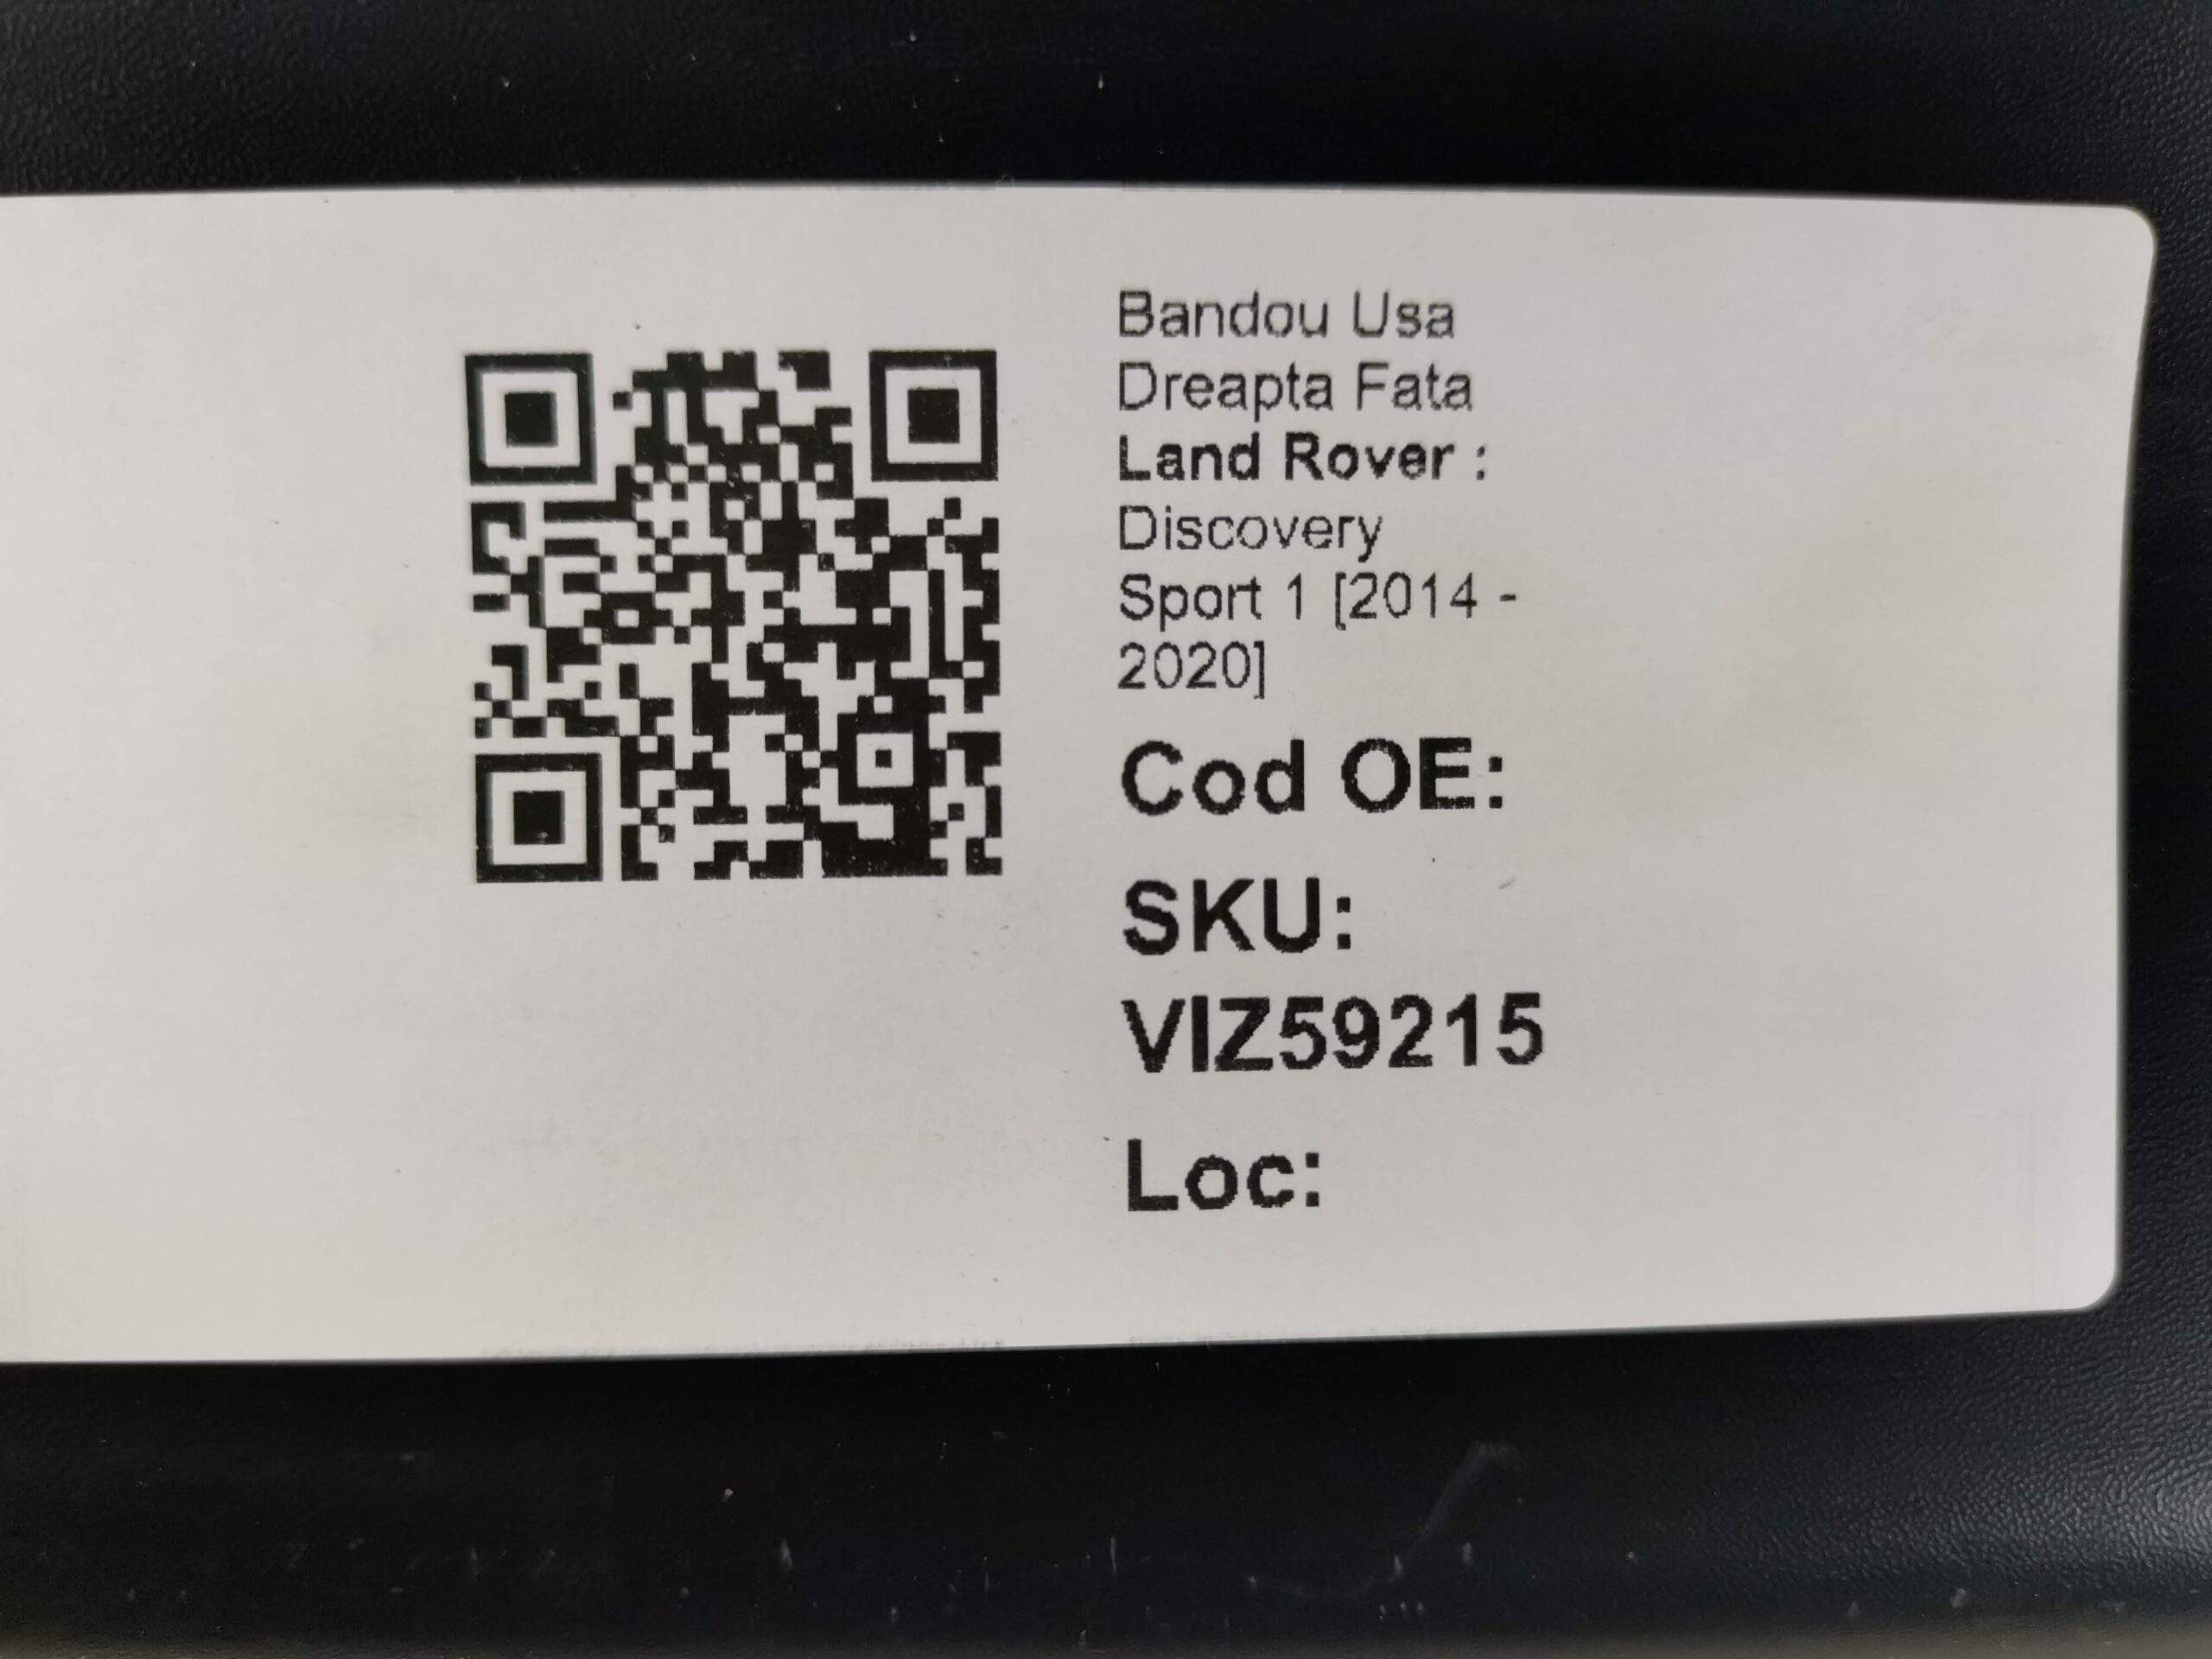 Bandou Usa
Dreapta Fata
Land Rover :
Discovery
Sport 1 [2014 -
2020]
Cod OE:
SKU:
VIZ59215
Loc: